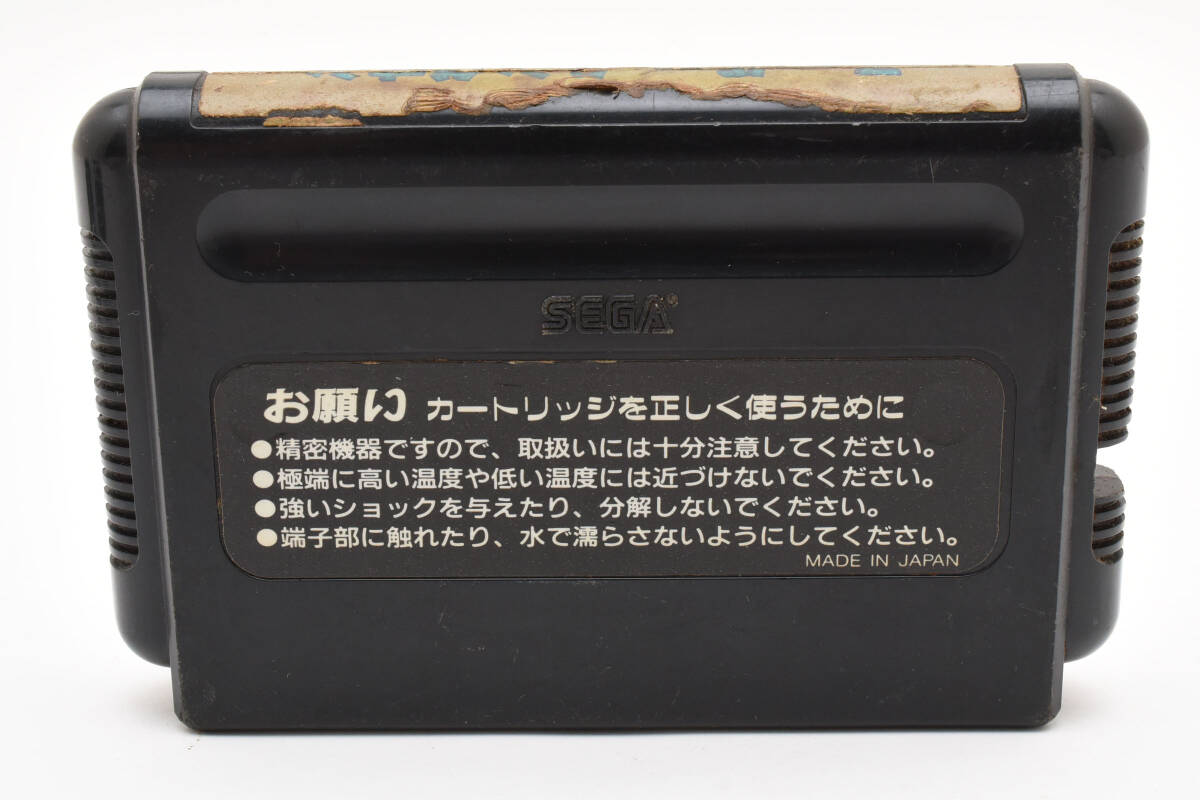 SEGA®
お願い カートリッジを正しく使うために
●精密機器ですので、取扱いには十分注意してください。
●極端に高い温度や低い温度には近づけないでください。
●強いショックを与えたり、分解しないでください。
●端子部に触れたり、水で濡らさないようにしてください。
MADE IN JAPAN